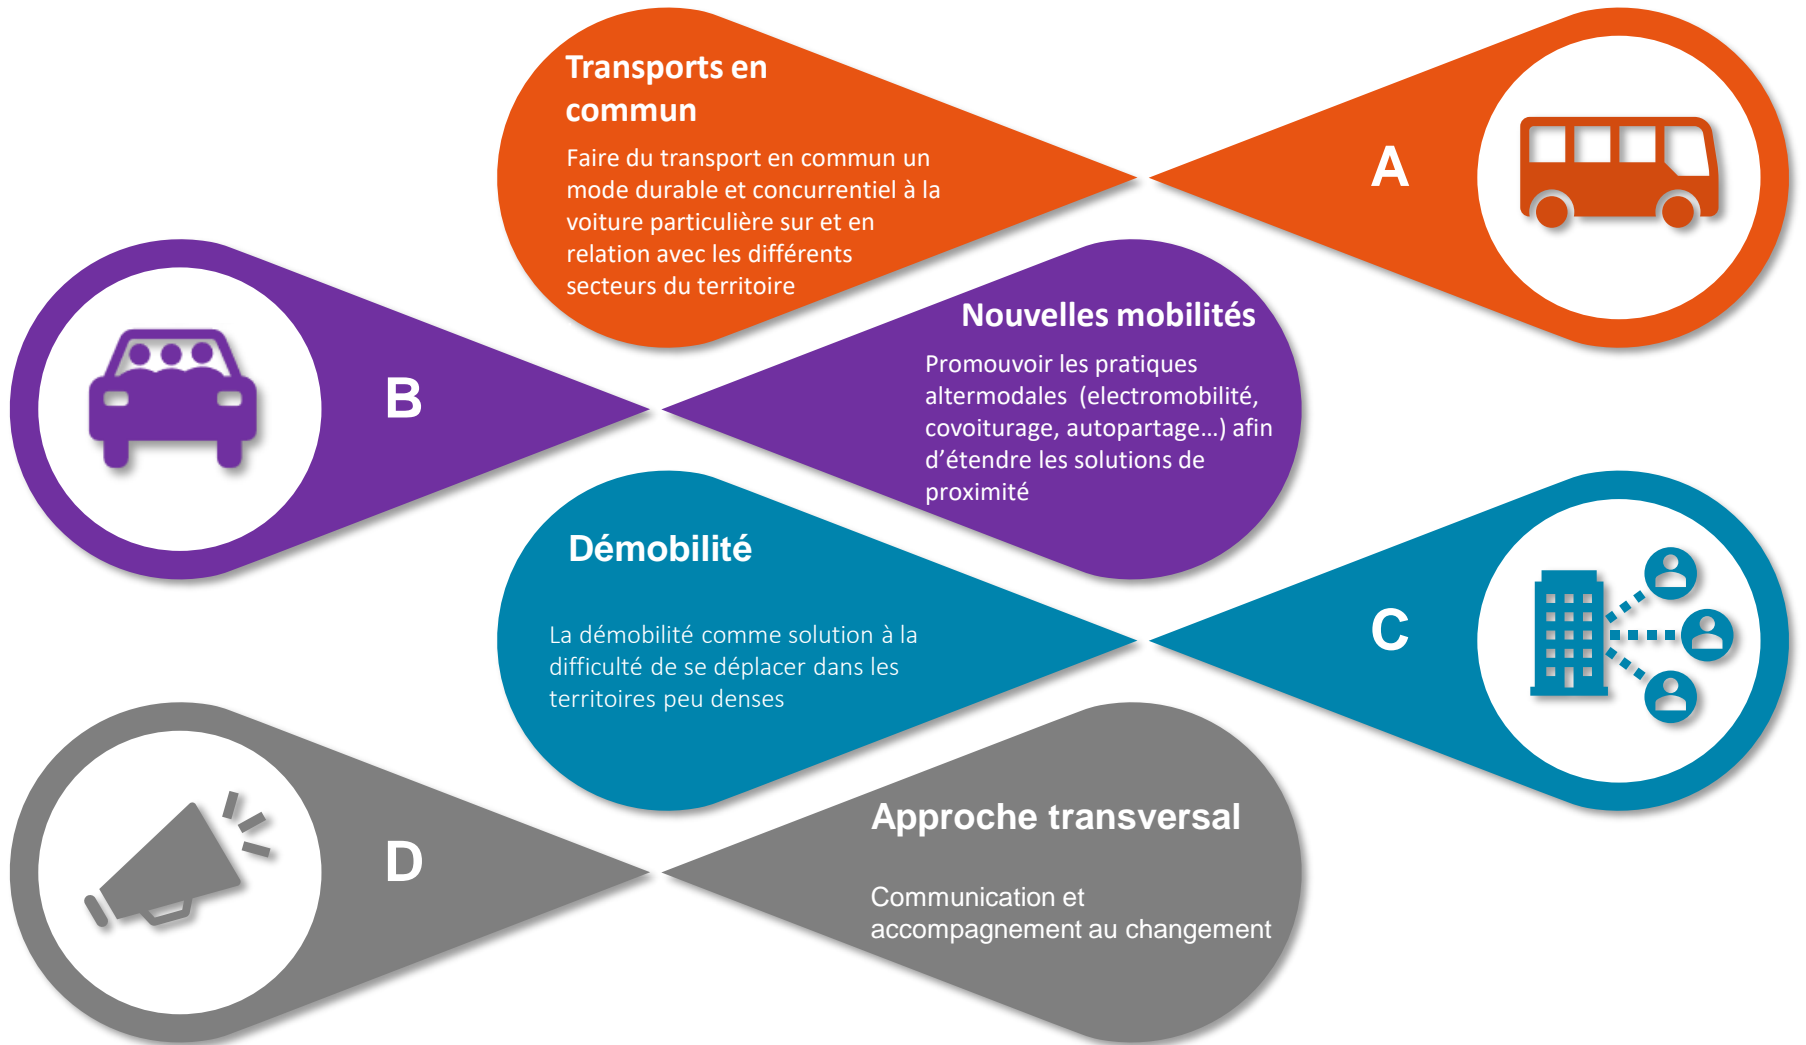 Transports en
commun
Faire du transport en commun un
mode durable et concurrentiel à la
voiture particulière sur et en
relation avec les différents
secteurs du territoire
A
B
Nouvelles mobilités
Promouvoir les pratiques
altermodales  (electromobilité,
covoiturage, autopartage…) afin
d’étendre les solutions de
proximité
Démobilité
La démobilité comme solution à la
difficulté de se déplacer dans les
territoires peu denses
C
D
Approche transversal
Communication et
accompagnement au changement